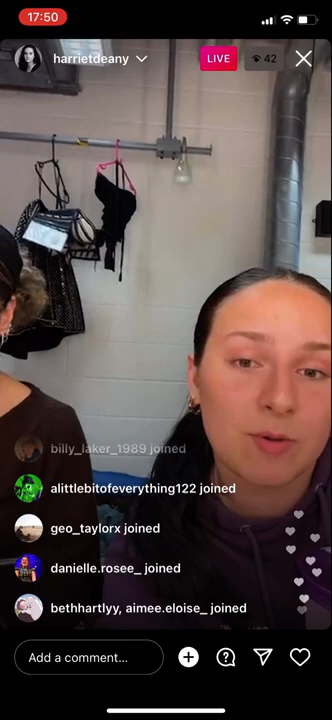 17:50
harrietdeany
LIVE
42
billy_laker_1989 joined
alittlebitofeverything122 joined
geo_taylorx joined
danielle.rosee_ joined
bethhartlyy, aimee.eloise_ joined
Add a comment...